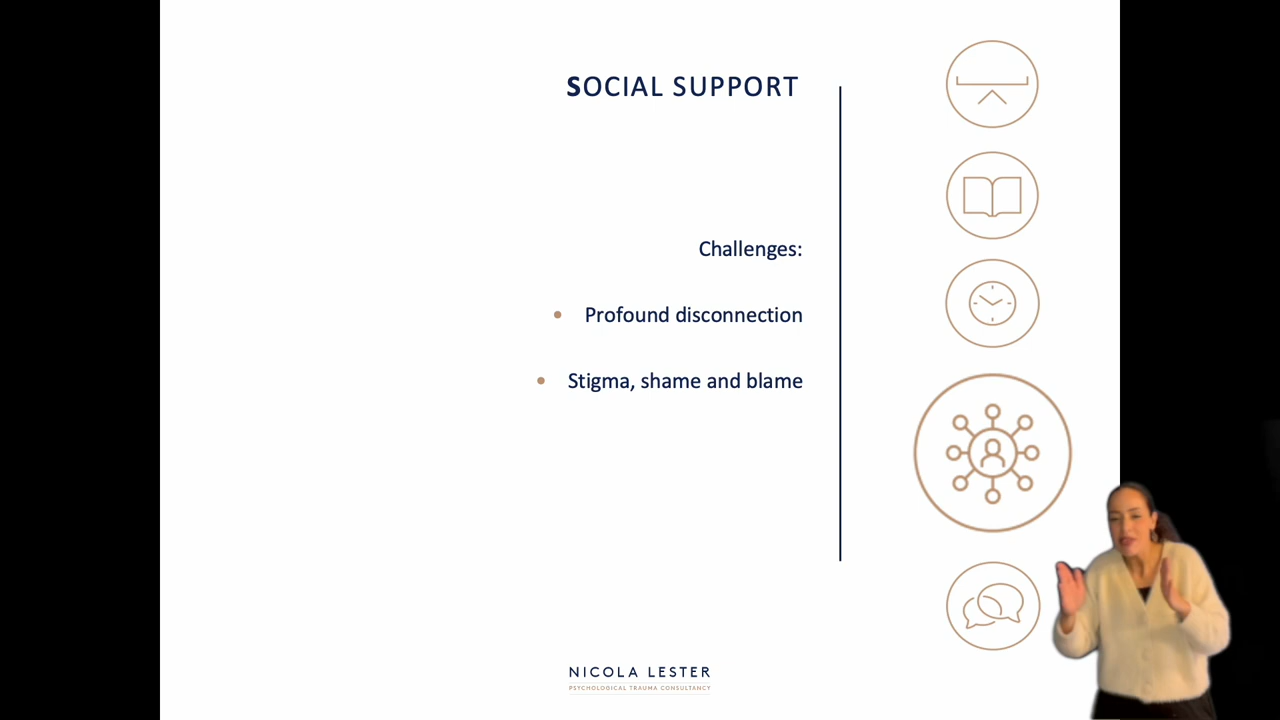 SOCIAL SUPPORT
Challenges:
• Profound disconnection
• Stigma, shame and blame
NICOLA LESTER
PSYCHOLOGICAL TRAUMA CONSULTANCY